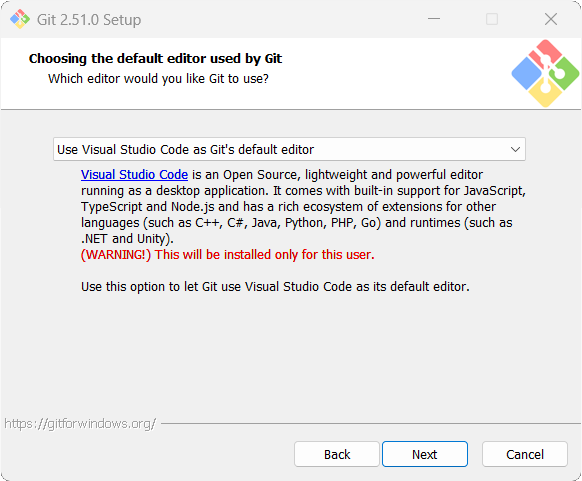 Git 2.51.0 Setup
Choosing the default editor used by Git
Which editor would you like Git to use?
Use Visual Studio Code as Git's default editor
Visual Studio Code is an Open Source, lightweight and powerful editor
running as a desktop application. It comes with built-in support for JavaScript,
TypeScript and Node.js and has a rich ecosystem of extensions for other
languages (such as C++, C#, Java, Python, PHP, Go) and runtimes (such as
.NET and Unity).
(WARNING!) This will be installed only for this user.
Use this option to let Git use Visual Studio Code as its default editor.
https://gitforwindows.org/
Back
Next
Cancel